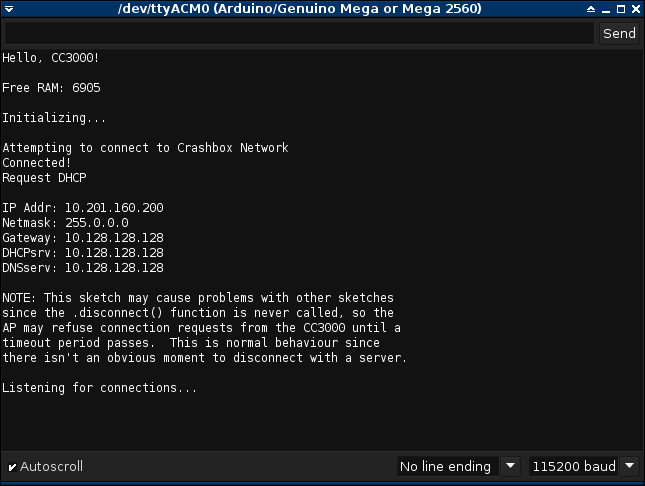 /dev/ttyACM0 (Arduino/Genuino Mega or Mega 2560)
Send
Hello, CC3000!
Free RAM: 6905
Initializing...
Attempting to connect to Crashbox Network
Connected!
Request DHCP
IP Addr: 10.201.160.200
Netmask: 255.0.0.0
Gateway: 10.128.128.128
DHCPsrv: 10.128.128.128
DNSserv: 10.128.128.128
NOTE: This sketch may cause problems with other sketches
since the .disconnect() function is never called, so the
AP may refuse connection requests from the CC3000 until a
timeout period passes.  This is normal behaviour since
there isn't an obvious moment to disconnect with a server.
Listening for connections...
Autoscroll
No line ending
115200 baud